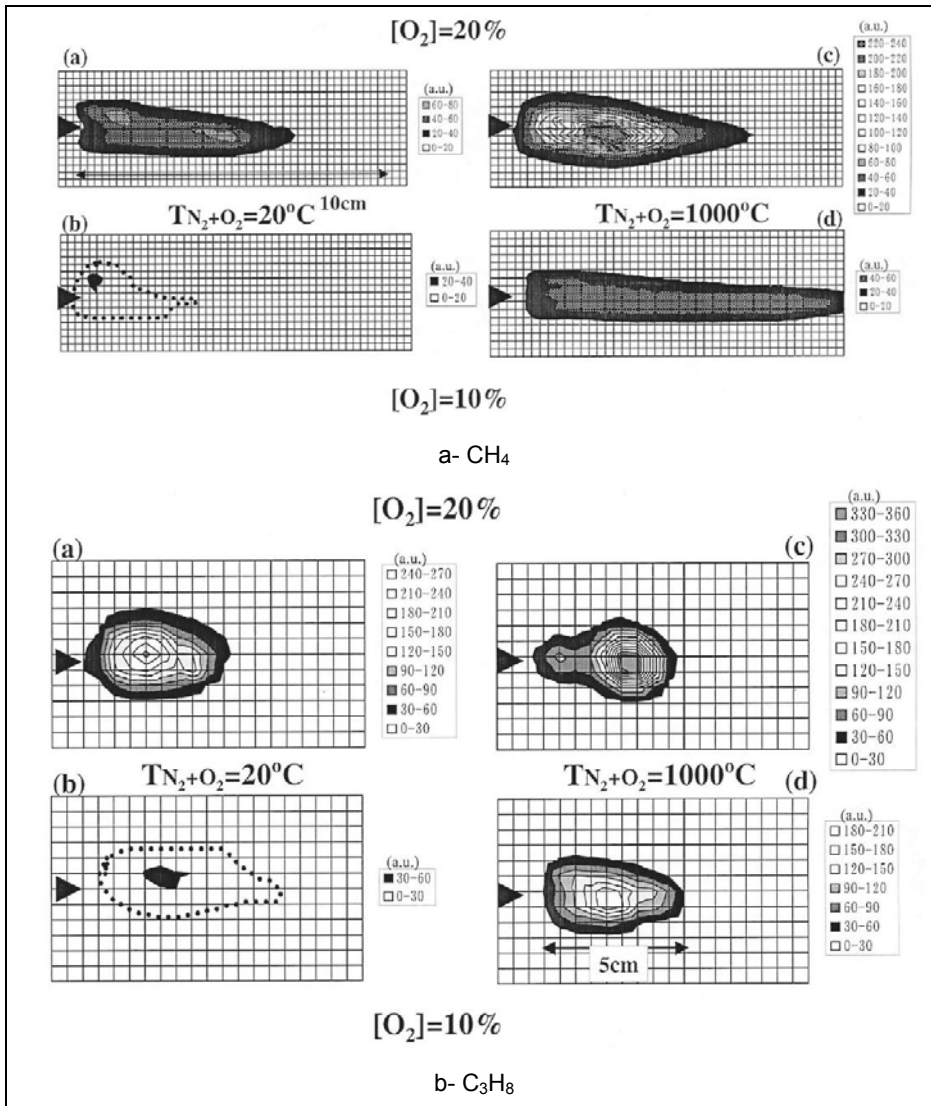 [O₂]=20%
(a)
(a.u.)
60-80
40-60
20-40
0-20
(c)
(a.u.)
220-240
200-220
180-200
160-180
140-160
120-140
100-120
80-100
60-80
40-60
20-40
0-20
10cm
(b)
TN₂+O₂=20°C
TN₂+O₂=1000°C
(d)
(a.u.)
20-40
0-20
(a.u.)
40-60
20-40
0-20
[O₂]=10%
a- CH₄
[O₂]=20%
(a)
(a.u.)
240-270
210-240
180-210
150-180
120-150
90-120
60-90
30-60
0-30
(c)
(a.u.)
330-360
300-330
270-300
240-270
210-240
180-210
150-180
120-150
90-120
60-90
30-60
0-30
(b)
TN₂+O₂=20°C
TN₂+O₂=1000°C
(d)
(a.u.)
30-60
0-30
(a.u.)
180-210
150-180
120-150
90-120
60-90
30-60
0-30
5cm
[O₂]=10%
b- C₃H₈